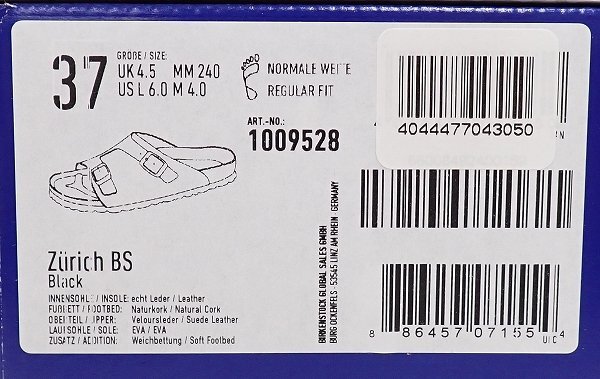 37
GRÖßE / SIZE:
UK 4.5 MM 240
US L 6.0 M 4.0
NORMALE WEITE
REGULAR FIT
ART.-NO.:
1009528
4044477043050
Zürich BS
Black
INNENSOHLE / INSOLE: echt Leder / Leather
FUßBETT / FOOTBED: Naturkork / Natural Cork
OBERTEIL / UPPER: Veloursleder / Suede Leather
LAUFSOHLE / SOLE: EVA / EVA
ZUSATZ / ADDITION: Weichbettung / Soft Footbed
BIRKENSTOCK GLOBAL SALES GMBH
BURG OCKENFELS · 53545 LINZ AM RHEIN · GERMANY
8 86457 07155 4